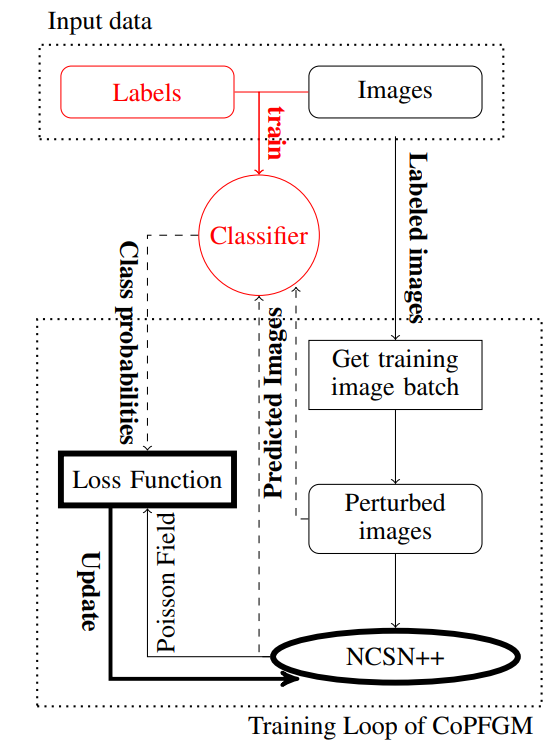 Input data
Labels
Images
train
Labeled images
Classifier
Class probabilities
Predicted Images
Get training
image batch
Loss Function
Perturbed
images
Update
Poisson Field
NCSN++
Training Loop of CoPFGM